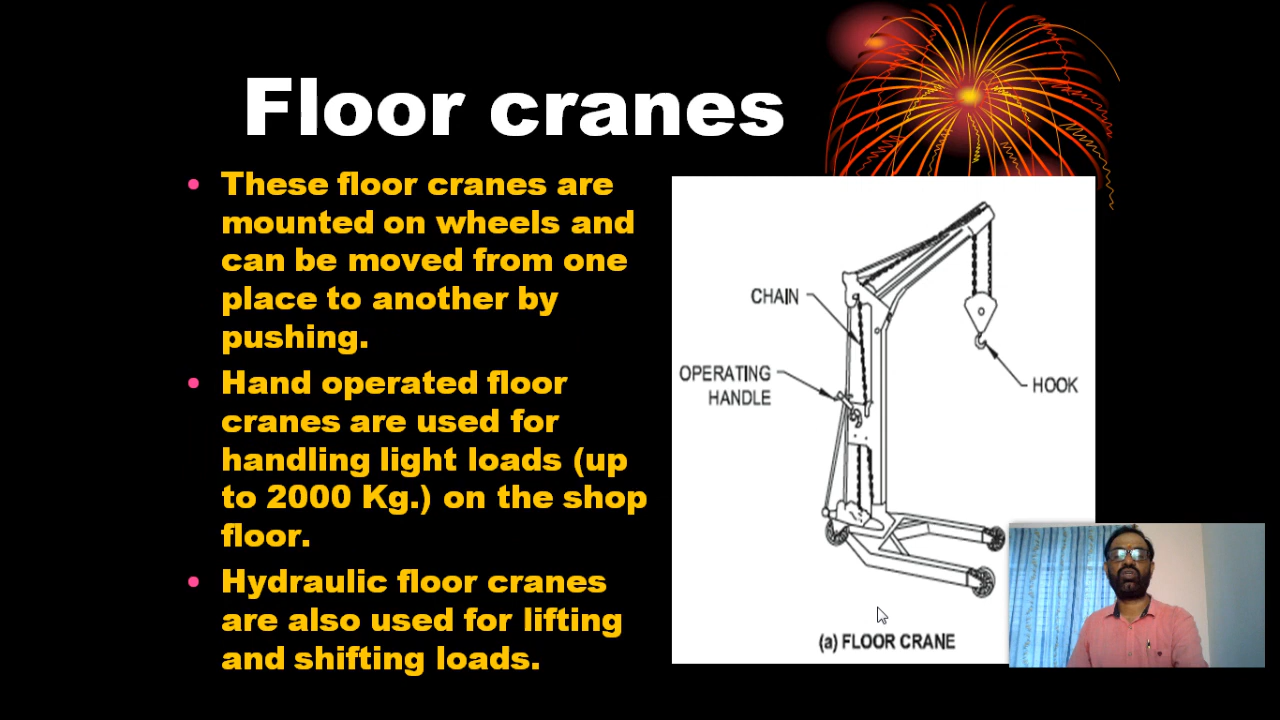 Floor cranes
• These floor cranes are
mounted on wheels and
can be moved from one
place to another by
pushing.
• Hand operated floor
cranes are used for
handling light loads (up
to 2000 Kg.) on the shop
floor.
• Hydraulic floor cranes
are also used for lifting
and shifting loads.
CHAIN
OPERATING
HANDLE
HOOK
(a) FLOOR CRANE